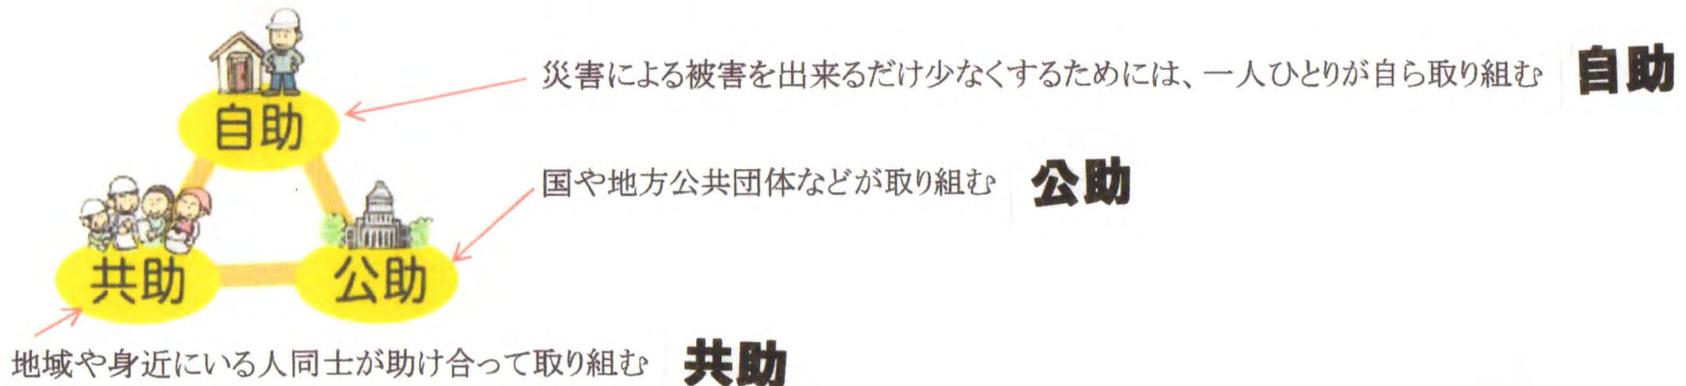 災害による被害を出来るだけ少なくするためには、一人ひとりが自ら取り組む 自助
自助
国や地方公共団体などが取り組む 公助
共助
公助
地域や身近にいる人同士が助け合って取り組む 共助